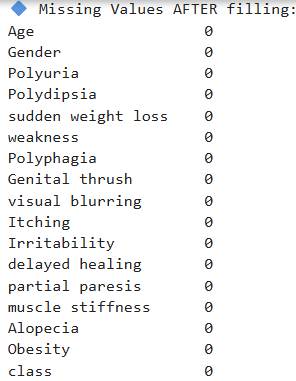 🔷 Missing Values AFTER filling:
Age 0
Gender 0
Polyuria 0
Polydipsia 0
sudden weight loss 0
weakness 0
Polyphagia 0
Genital thrush 0
visual blurring 0
Itching 0
Irritability 0
delayed healing 0
partial paresis 0
muscle stiffness 0
Alopecia 0
Obesity 0
class 0